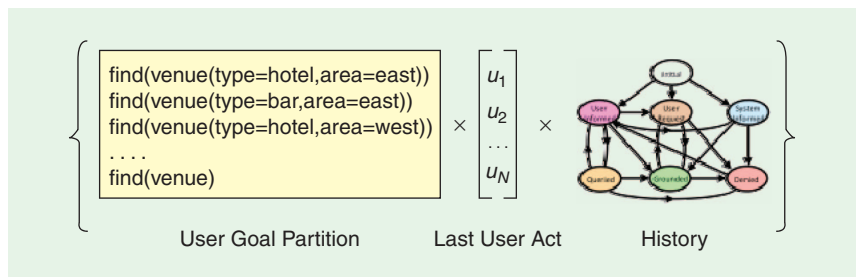 find(venue(type=hotel,area=east))
find(venue(type=bar,area=east))
find(venue(type=hotel,area=west))
. . . .
find(venue)
×
u1
u2
...
uN
×
Initial
User Informed
User Request
System Informed
Queried
Grounded
Denied
User Goal Partition
Last User Act
History